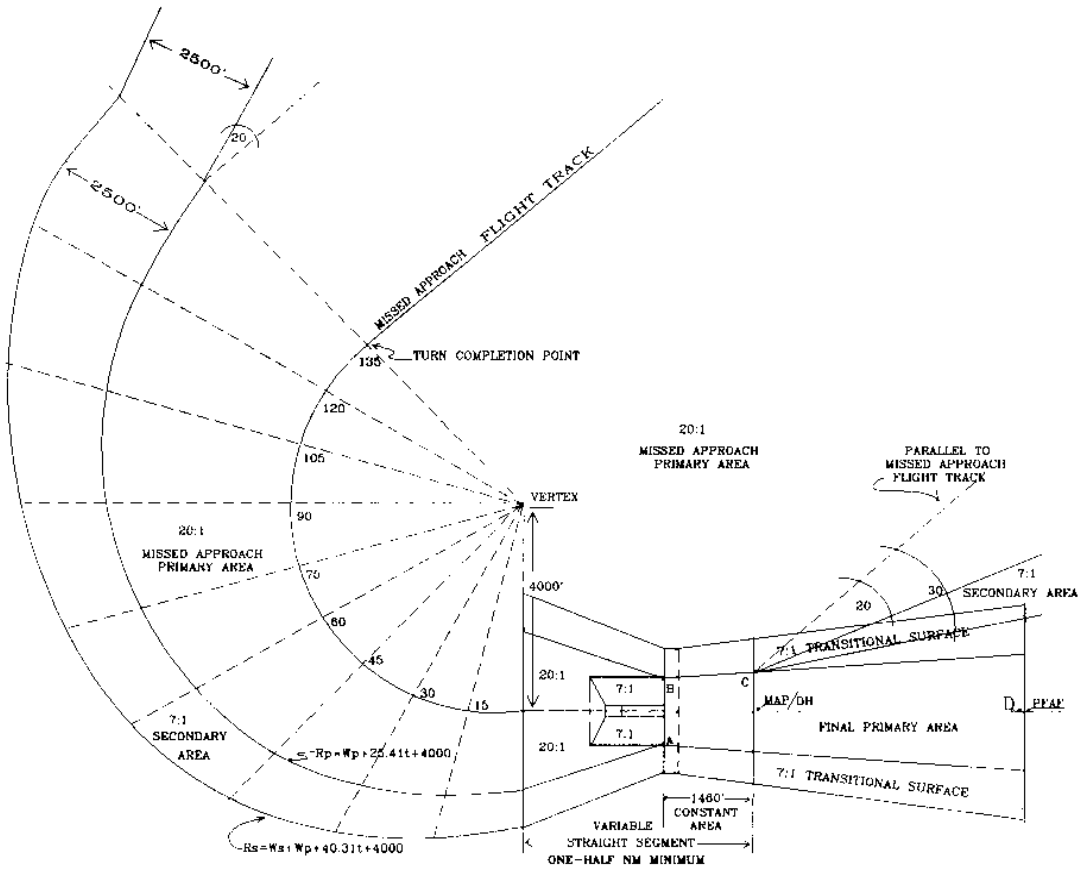 2500'
20
2500'
MISSED APPROACH FLIGHT TRACK
TURN COMPLETION POINT
135
120
105
90
75
60
45
30
15
20:1
MISSED APPROACH
PRIMARY AREA
PARALLEL TO
MISSED APPROACH
FLIGHT TRACK
VERTEX
20:1
MISSED APPROACH
PRIMARY AREA
4000'
20
30
7:1
SECONDARY AREA
7:1 TRANSITIONAL SURFACE
20:1
7:1
B
C
MAP/DH
D
PFAF
7:1
A
FINAL PRIMARY AREA
20:1
7:1
SECONDARY
AREA
Rp=Wp+25.41t+4000
7:1 TRANSITIONAL SURFACE
1460'
CONSTANT
AREA
VARIABLE
STRAIGHT SEGMENT
ONE-HALF NM MINIMUM
Rs=Ws+Wp+40.31t+4000